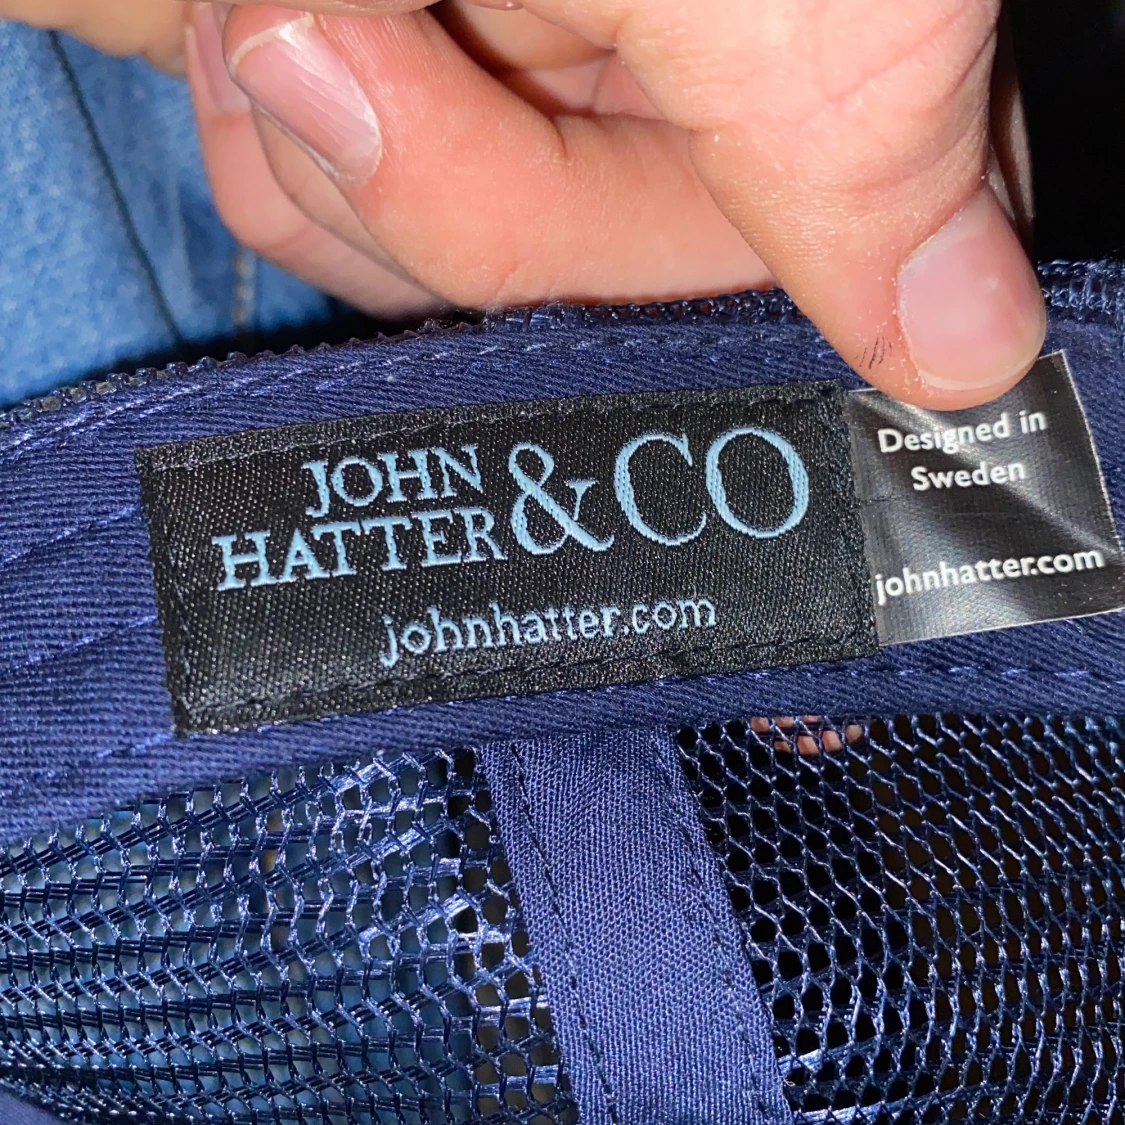 JOHN
HATTER & CO
johnhatter.com
Designed in
Sweden
johnhatter.com